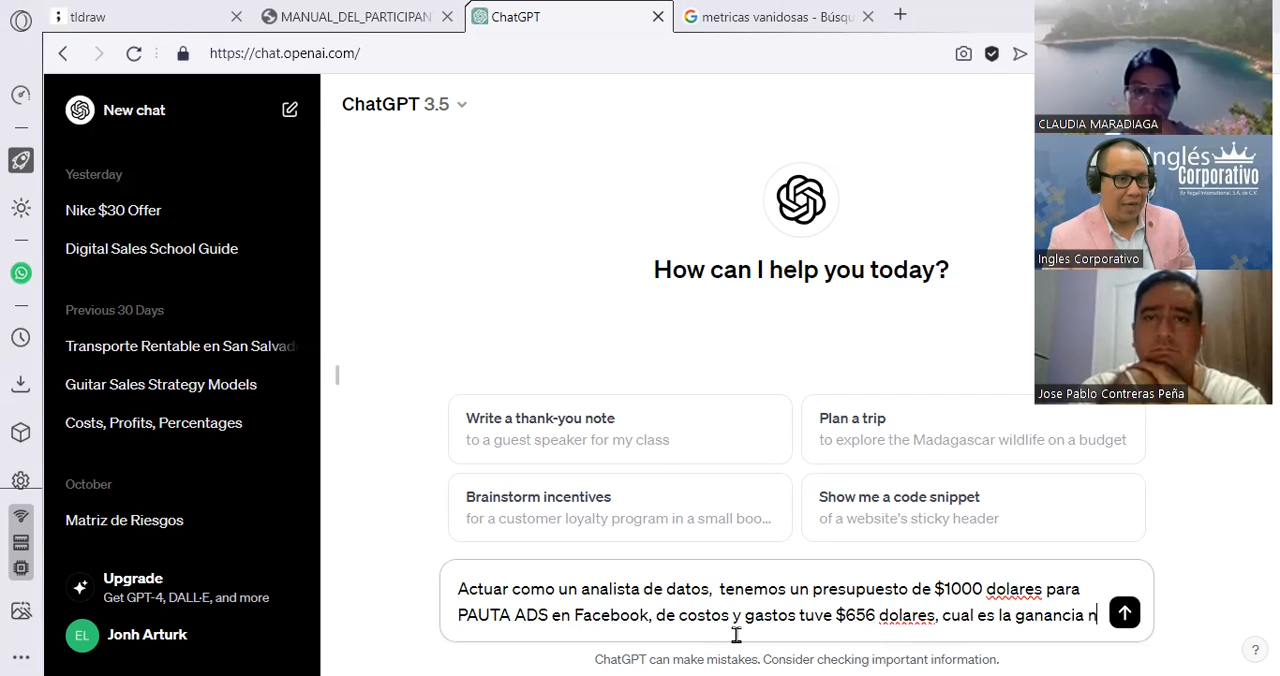 tldraw
MANUAL_DEL_PARTICIPAN
ChatGPT
metricas vanidosas - Búsqu
https://chat.openai.com/
New chat
ChatGPT 3.5
Yesterday
Nike $30 Offer
Digital Sales School Guide
Previous 30 Days
Transporte Rentable en San Salvad
Guitar Sales Strategy Models
Costs, Profits, Percentages
October
Matriz de Riesgos
Upgrade
Get GPT-4, DALL·E, and more
EL
Jonh Arturk
How can I help you today?
Write a thank-you note
to a guest speaker for my class
Plan a trip
to explore the Madagascar wildlife on a budget
Brainstorm incentives
for a customer loyalty program in a small boo...
Show me a code snippet
of a website's sticky header
Actuar como un analista de datos,  tenemos un presupuesto de $1000 dolares para
PAUTA ADS en Facebook, de costos y gastos tuve $656 dolares, cual es la ganancia n
ChatGPT can make mistakes. Consider checking important information.
?
CLAUDIA MARADIAGA
Inglés
Corporativo
By Regal International, S.A. de C.V.
Ingles Corporativo
Jose Pablo Contreras Peña